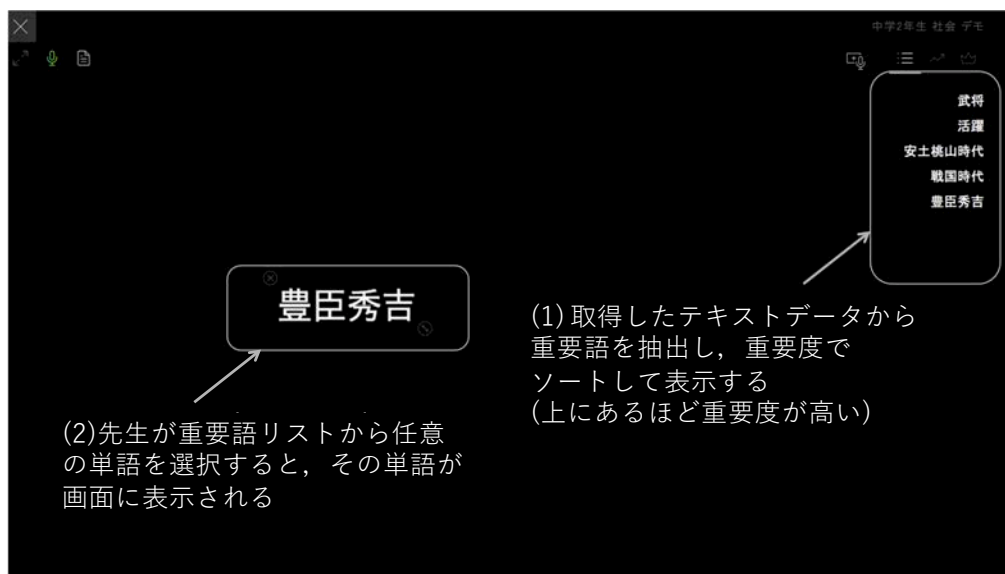 中学2年生 社会 デモ
武将
活躍
安土桃山時代
戦国時代
豊臣秀吉
豊臣秀吉
(1) 取得したテキストデータから
重要語を抽出し，重要度で
ソートして表示する
(上にあるほど重要度が高い)
(2)先生が重要語リストから任意
の単語を選択すると，その単語が
画面に表示される